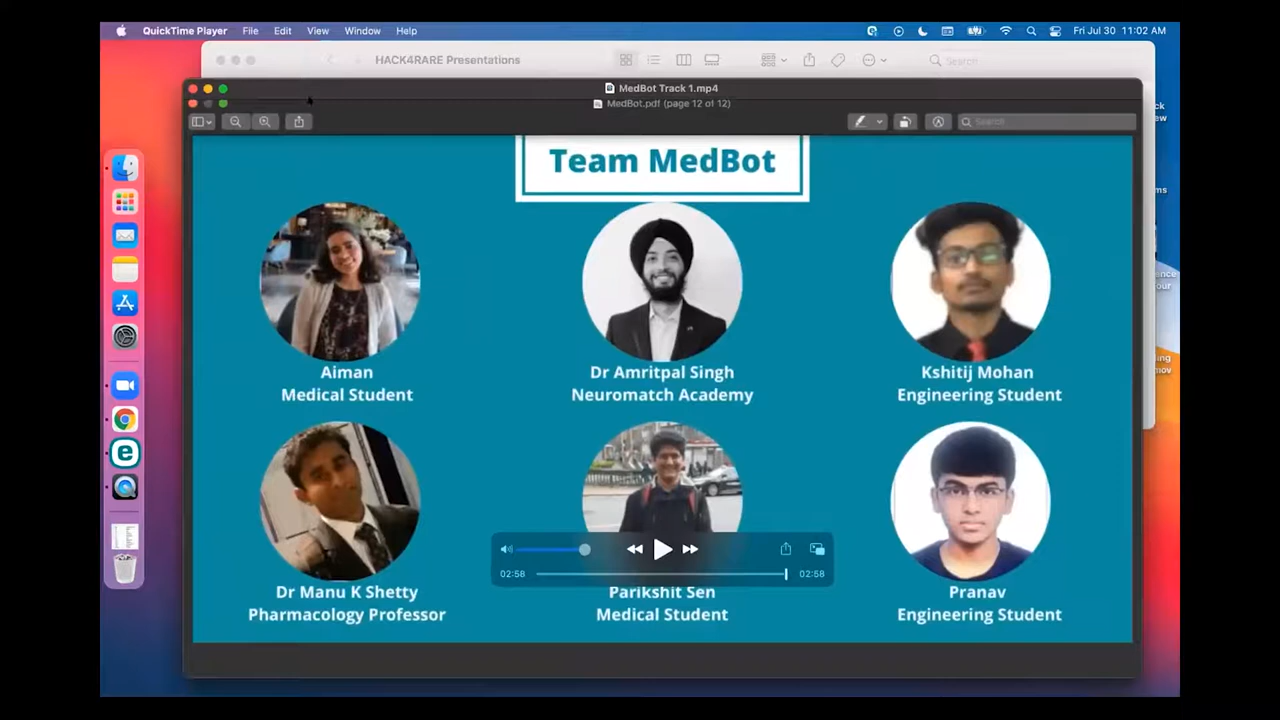 QuickTime Player File Edit View Window Help Fri Jul 30 11:02 AM
HACK4RARE Presentations Search
MedBot Track 1.mp4
MedBot.pdf (page 12 of 12)
Search
Team MedBot
Aiman
Medical Student
Dr Amritpal Singh
Neuromatch Academy
Kshitij Mohan
Engineering Student
02:58 02:58
Dr Manu K Shetty
Pharmacology Professor
Parikshit Sen
Medical Student
Pranav
Engineering Student